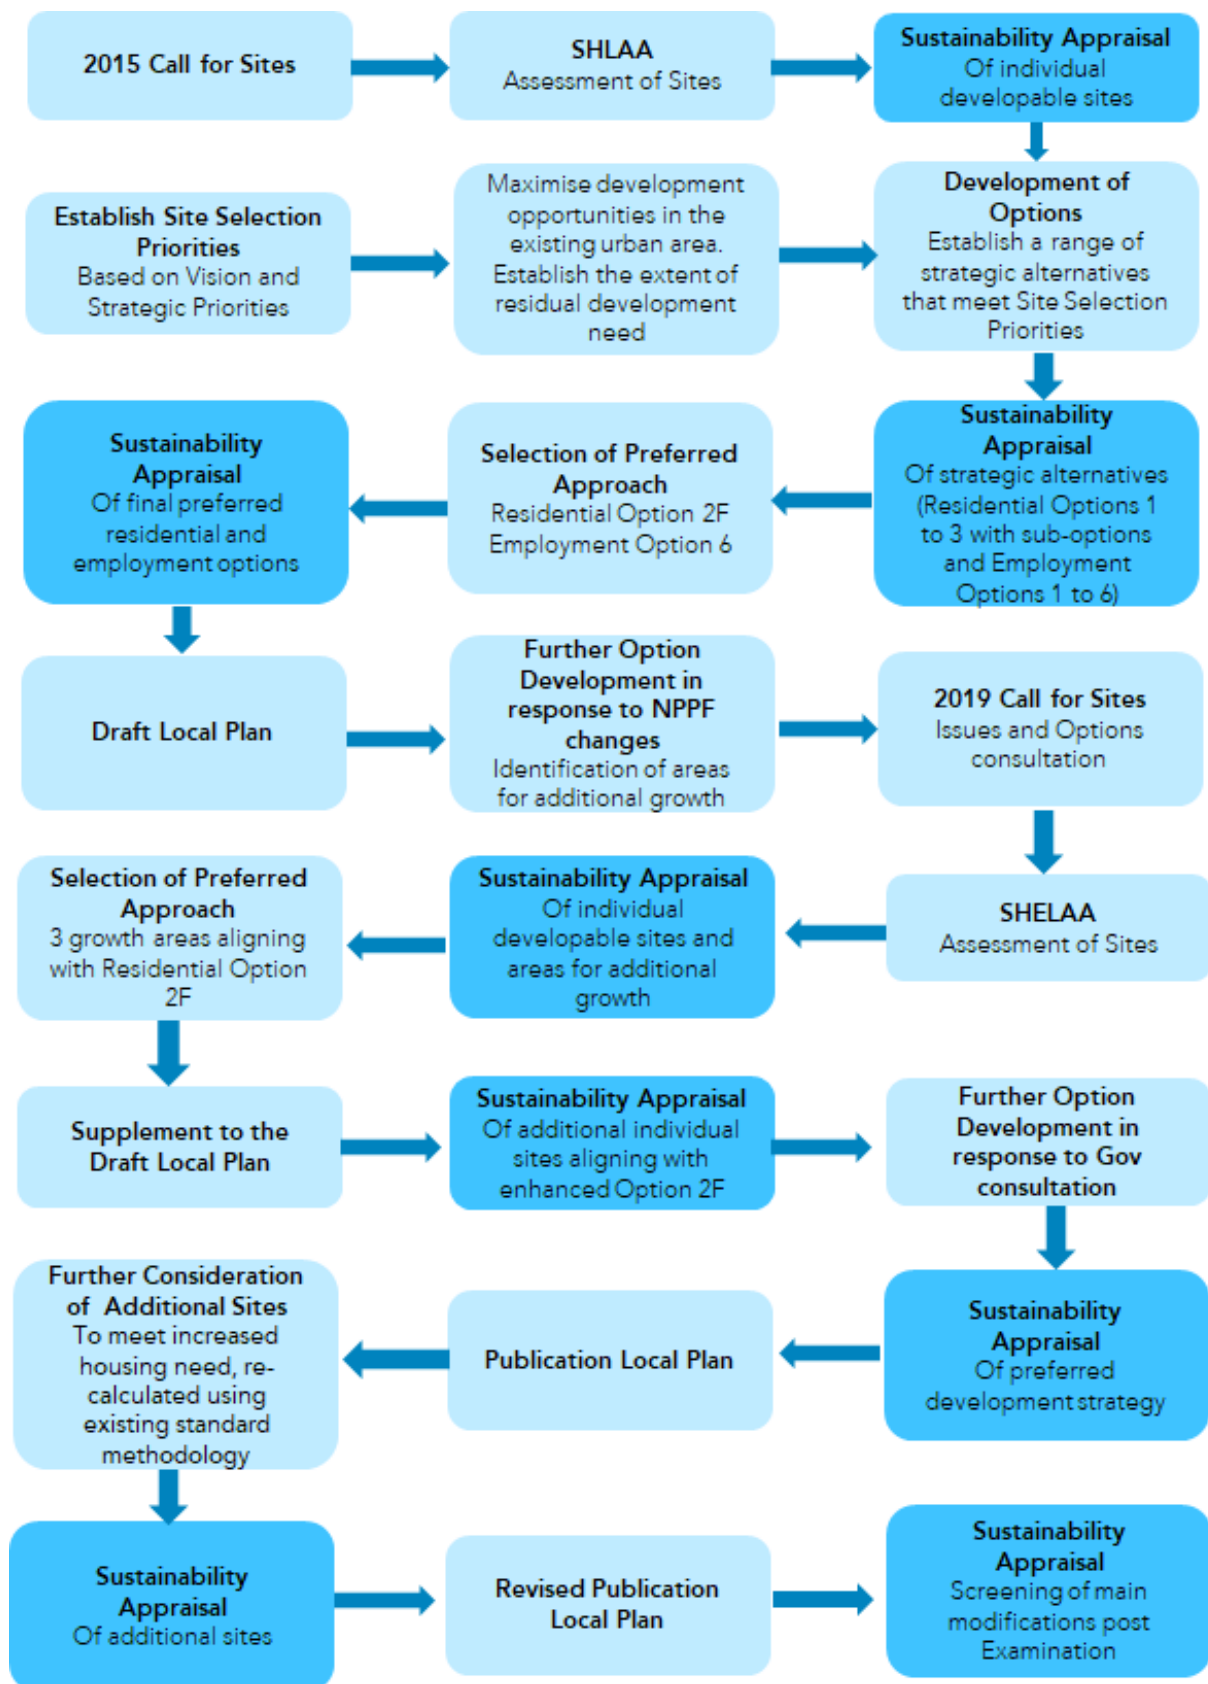 2015 Call for Sites
SHLAA
Assessment of Sites
Sustainability Appraisal
Of individual
developable sites
Establish Site Selection
Priorities
Based on Vision and
Strategic Priorities
Maximise development
opportunities in the
existing urban area.
Establish the extent of
residual development
need
Development of
Options
Establish a range of
strategic alternatives
that meet Site Selection
Priorities
Sustainability
Appraisal
Of strategic alternatives
(Residential Options 1
to 3 with sub-options
and Employment
Options 1 to 6)
Selection of Preferred
Approach
Residential Option 2F
Employment Option 6
Sustainability
Appraisal
Of final preferred
residential and
employment options
Draft Local Plan
Further Option
Development in
response to NPPF
changes
Identification of areas
for additional growth
2019 Call for Sites
Issues and Options
consultation
SHELAA
Assessment of Sites
Sustainability Appraisal
Of individual
developable sites and
areas for additional
growth
Selection of Preferred
Approach
3 growth areas aligning
with Residential Option
2F
Supplement to the
Draft Local Plan
Sustainability Appraisal
Of additional individual
sites aligning with
enhanced Option 2F
Further Option
Development in
response to Gov
consultation
Sustainability
Appraisal
Of preferred
development strategy
Publication Local Plan
Further Consideration
of Additional Sites
To meet increased
housing need, re-
calculated using
existing standard
methodology
Sustainability
Appraisal
Of additional sites
Revised Publication
Local Plan
Sustainability
Appraisal
Screening of main
modifications post
Examination